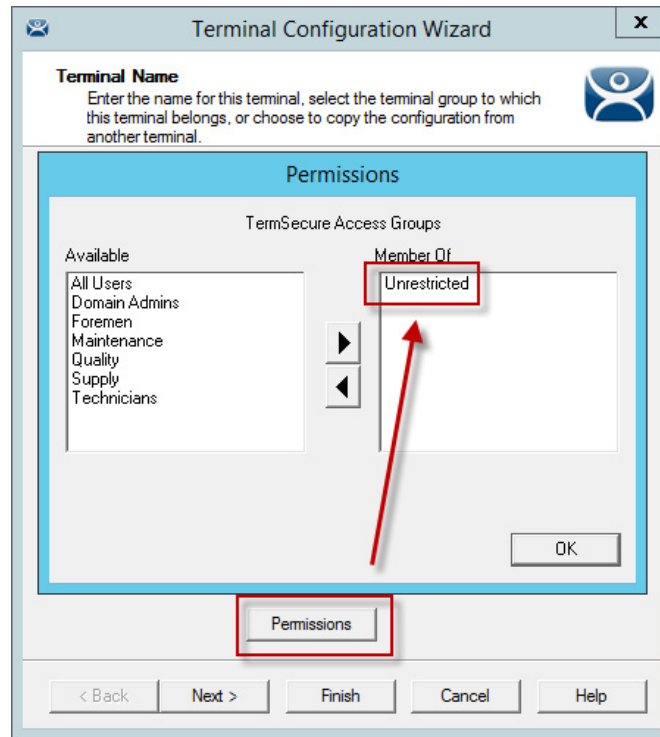 Terminal Configuration Wizard
x
Terminal Name
Enter the name for this terminal, select the terminal group to which
this terminal belongs, or choose to copy the configuration from
another terminal.
Permissions
TermSecure Access Groups
Available
All Users
Domain Admins
Foremen
Maintenance
Quality
Supply
Technicians
Member Of
Unrestricted
OK
Permissions
< Back
Next >
Finish
Cancel
Help